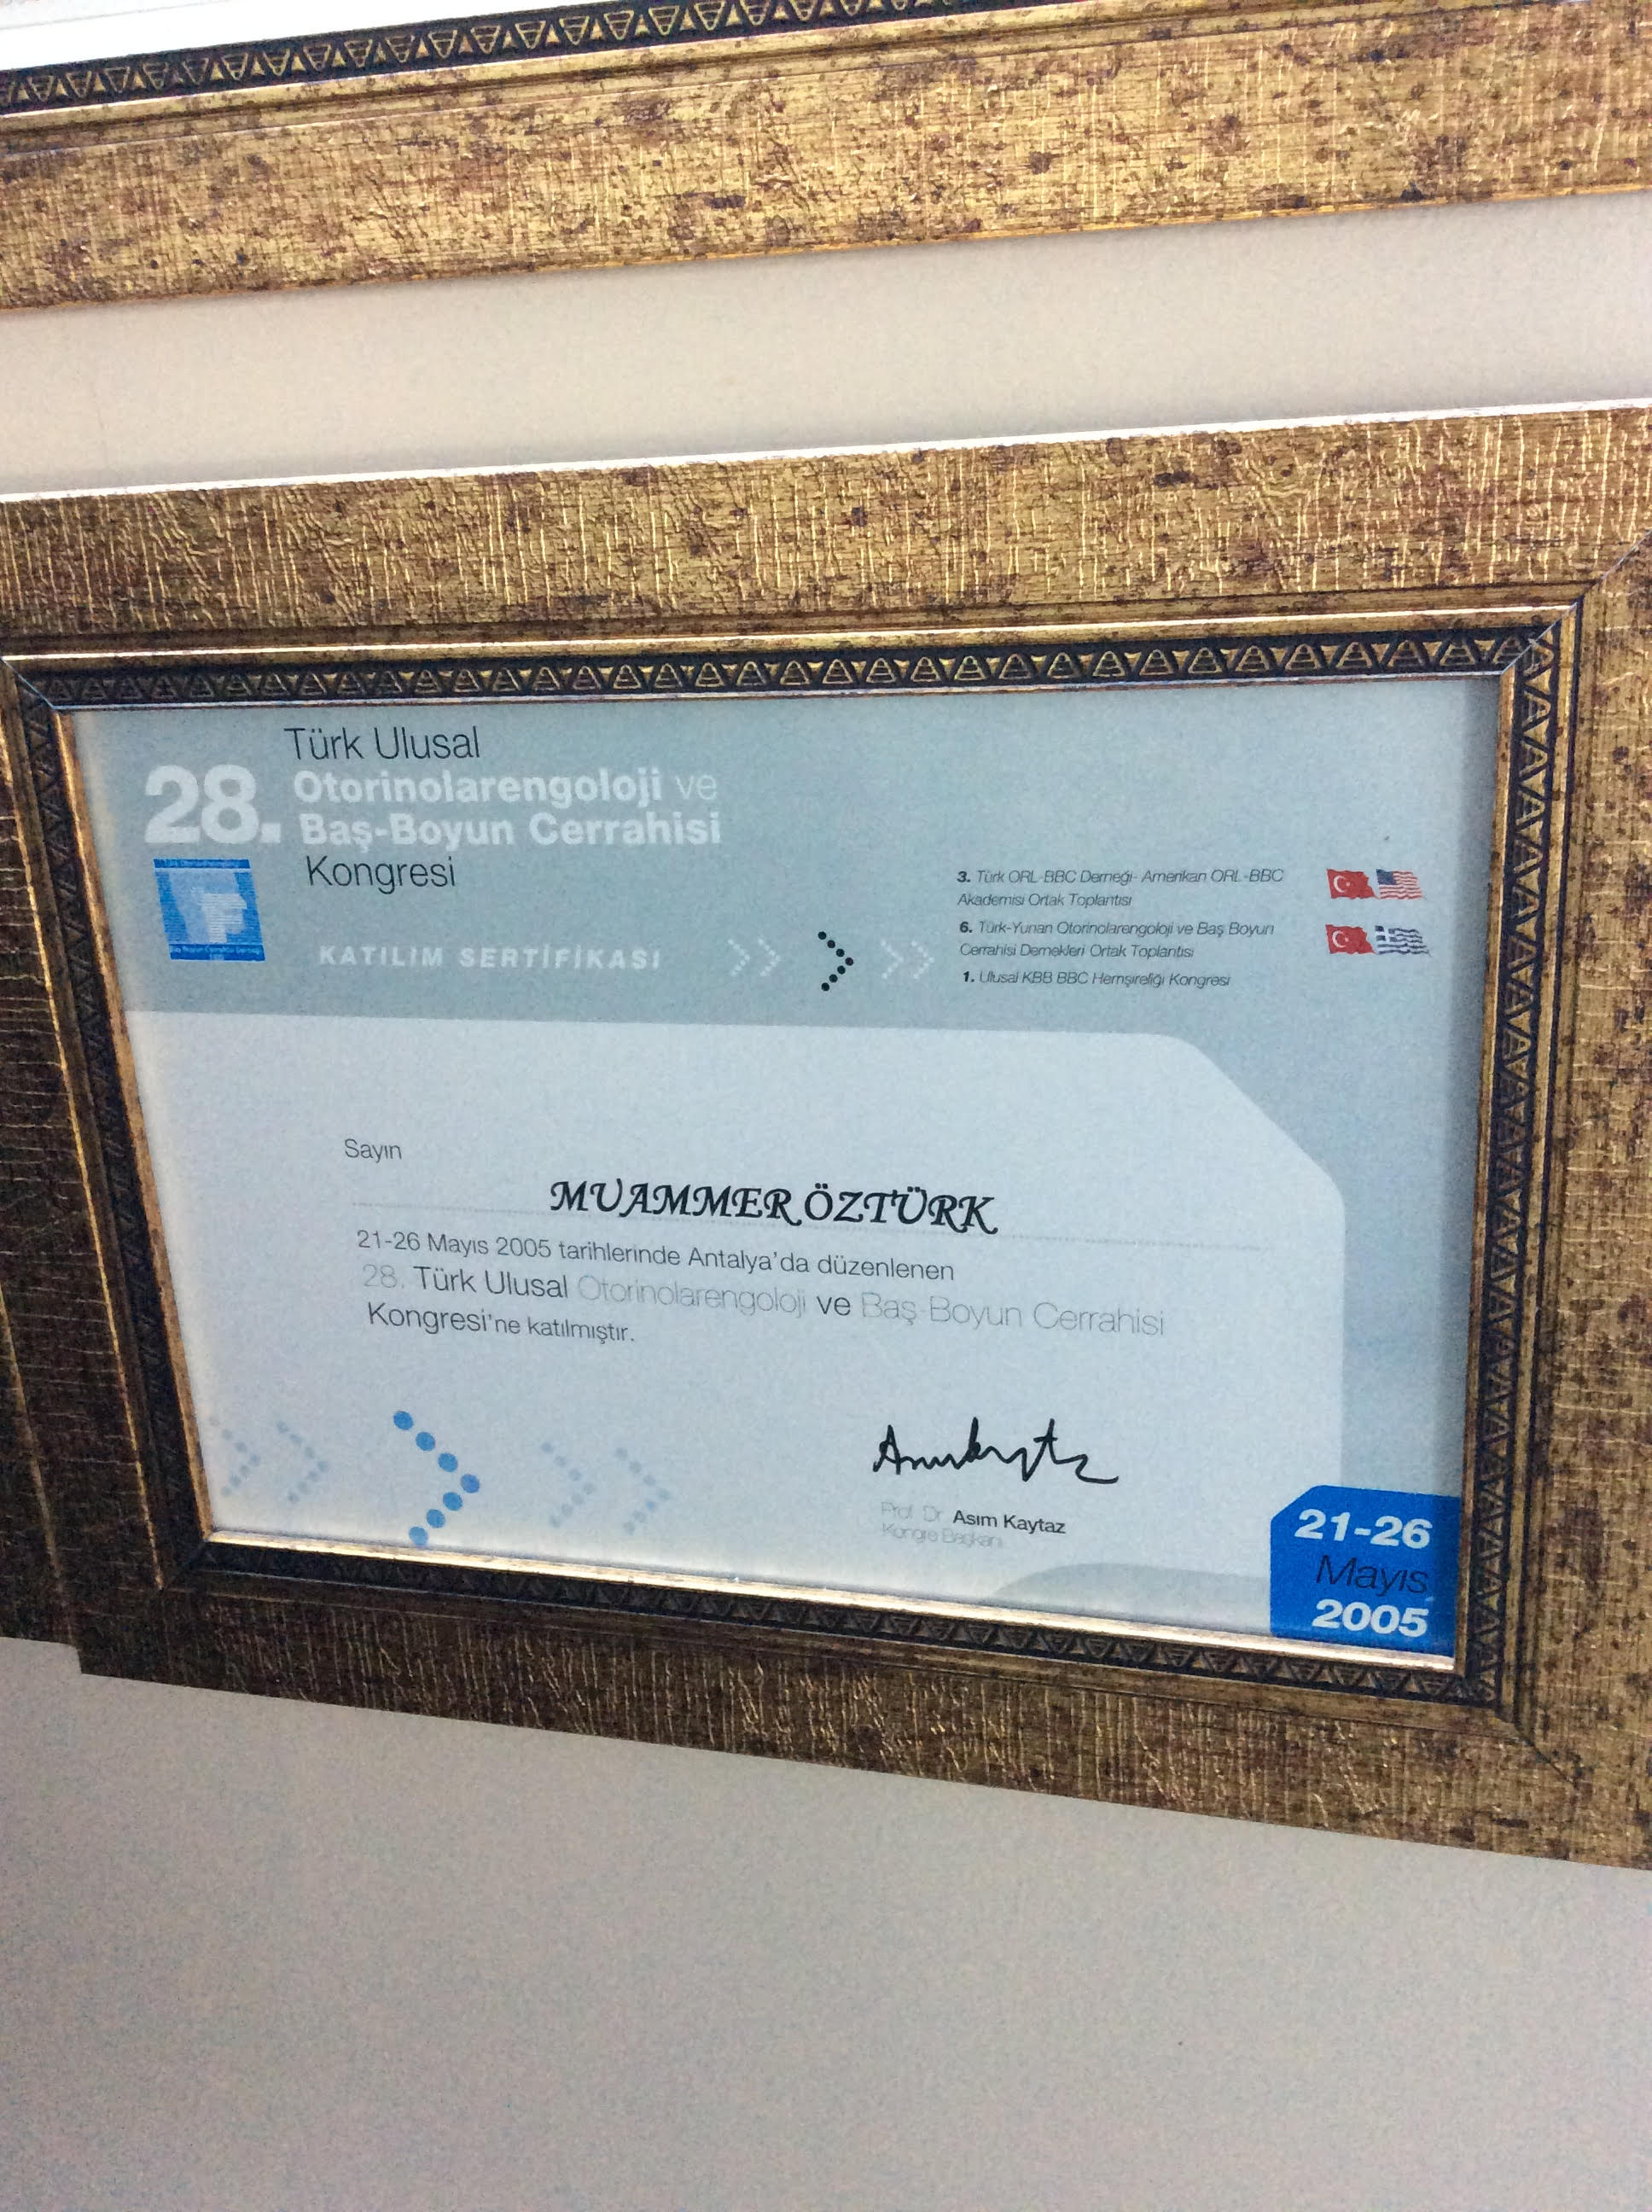 Türk Ulusal
28. Otorinolarengoloji ve
Baş-Boyun Cerrahisi
Kongresi
KATILIM SERTİFİKASI
3. Türk ORL-BBC Derneği- Amerikan ORL-BBC
Akademisi Ortak Toplantısı
6. Türk-Yunan Otorinolarengoloji ve Baş Boyun
Cerrahisi Dernekleri Ortak Toplantısı
1. Ulusal KBB BBC Hemşireliği Kongresi
Sayın
MUAMMER ÖZTÜRK
21-26 Mayıs 2005 tarihlerinde Antalya'da düzenlenen
28. Türk Ulusal Otorinolarengoloji ve Baş-Boyun Cerrahisi
Kongresi'ne katılmıştır.
Prof. Dr. Asım Kaytaz
Kongre Başkanı
21-26
Mayıs
2005